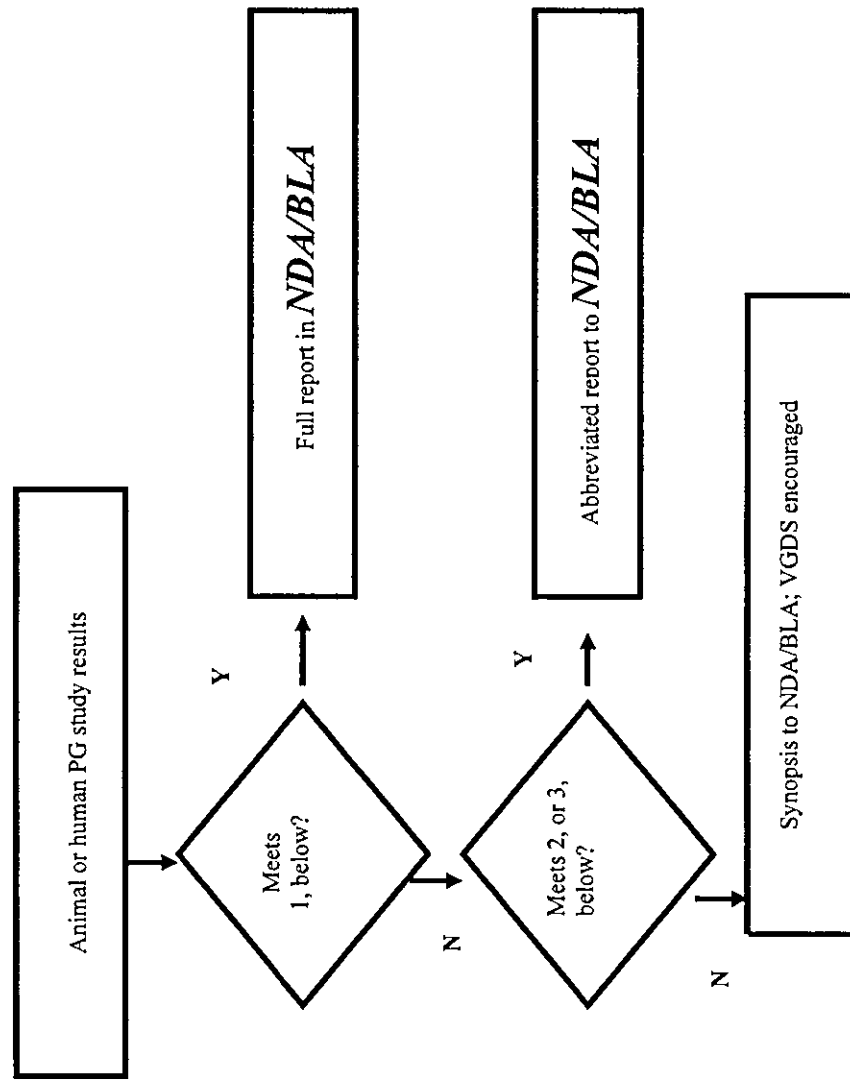 Animal or human PG study results
Meets
1, below?
Y
Full report in NDA/BLA
N
Meets 2, or 3,
below?
Y
Abbreviated report to NDA/BLA
N
Synopsis to NDA/BLA; VGDS encouraged